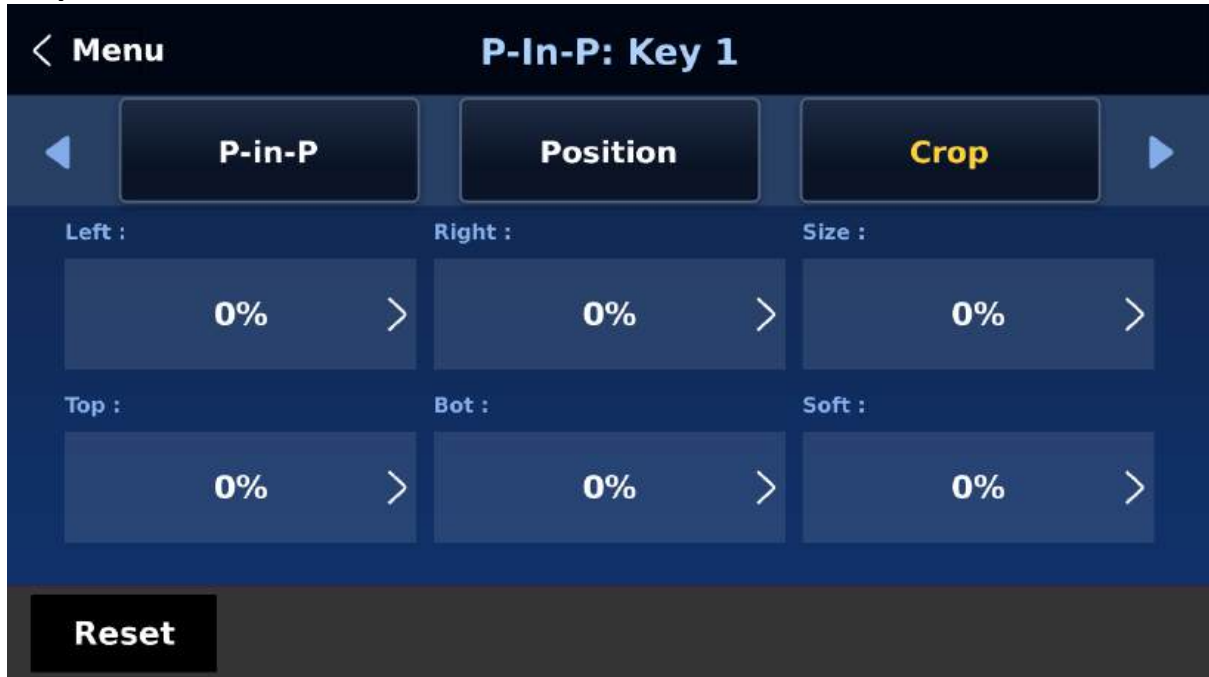 Menu
P-In-P: Key 1
P-in-P
Position
Crop
Left :
Right :
Size :
0%
0%
0%
Top :
Bot :
Soft :
0%
0%
0%
Reset